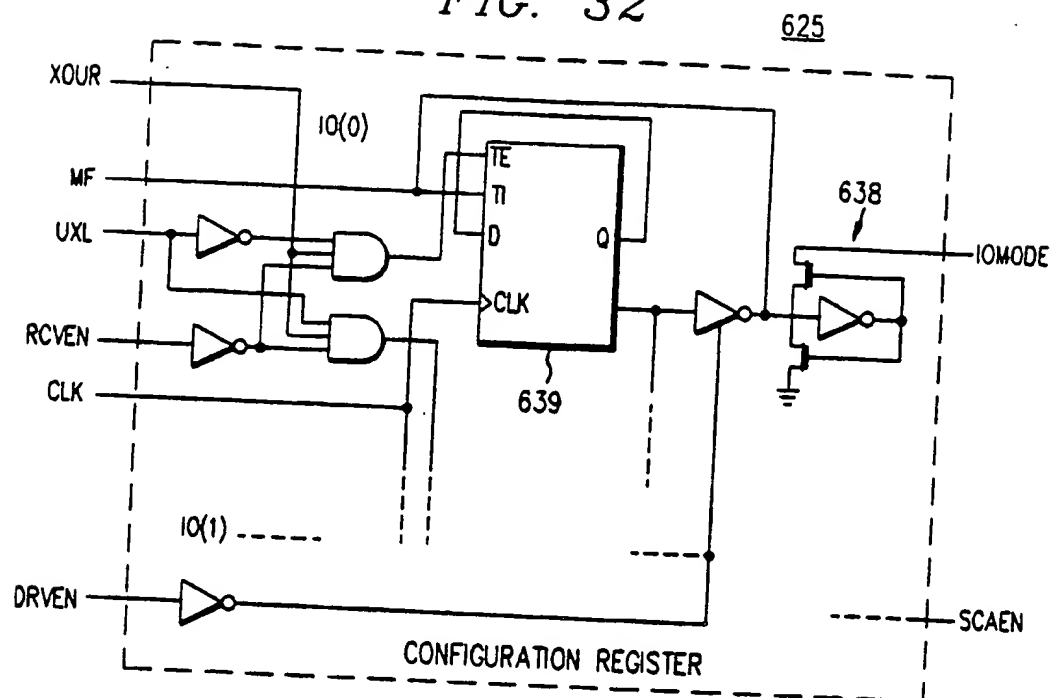 FIG. 32
625
XOUR
IO(0)
MF
UXL
RCVEN
CLK
TE
TI
D
Q
CLK
639
638
IOMODE
IO(1)
DRVEN
SCAEN
CONFIGURATION REGISTER